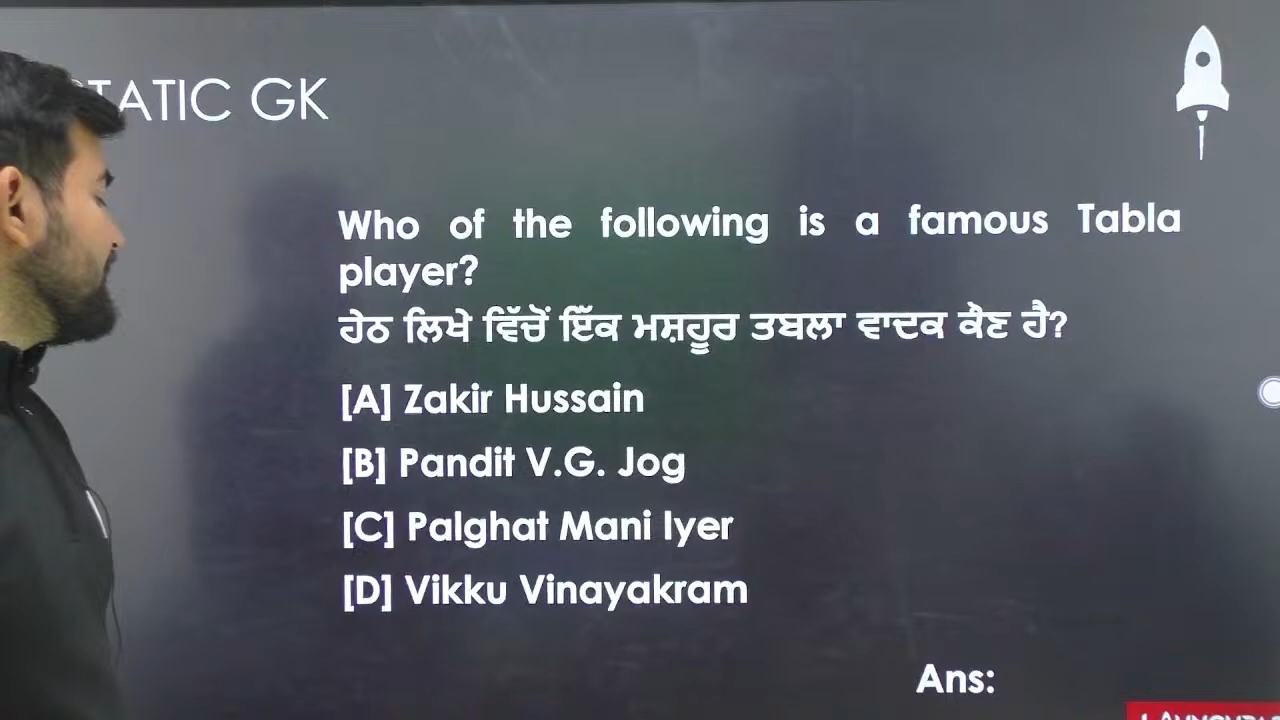 STATIC GK
Who of the following is a famous Tabla
player?
ਹੇਠ ਲਿਖੇ ਵਿੱਚੋਂ ਇੱਕ ਮਸ਼ਹੂਰ ਤਬਲਾ ਵਾਦਕ ਕੌਣ ਹੈ?
[A] Zakir Hussain
[B] Pandit V.G. Jog
[C] Palghat Mani Iyer
[D] Vikku Vinayakram
Ans: